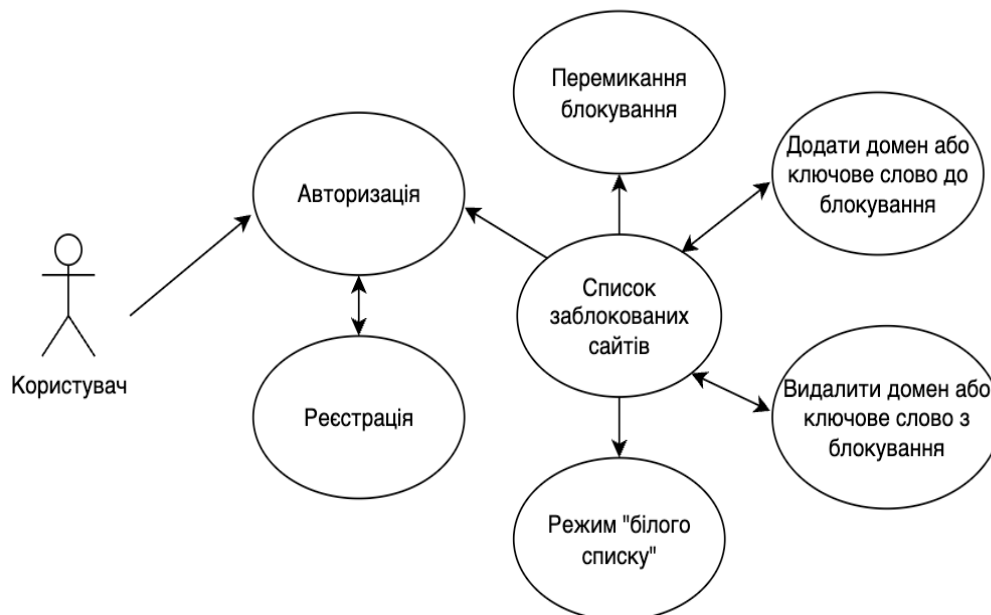 Перемикання
блокування
Додати домен або
ключове слово до
блокування
Авторизація
Список
заблокованих
сайтів
Користувач
Реєстрація
Видалити домен або
ключове слово з
блокування
Режим "білого
списку"